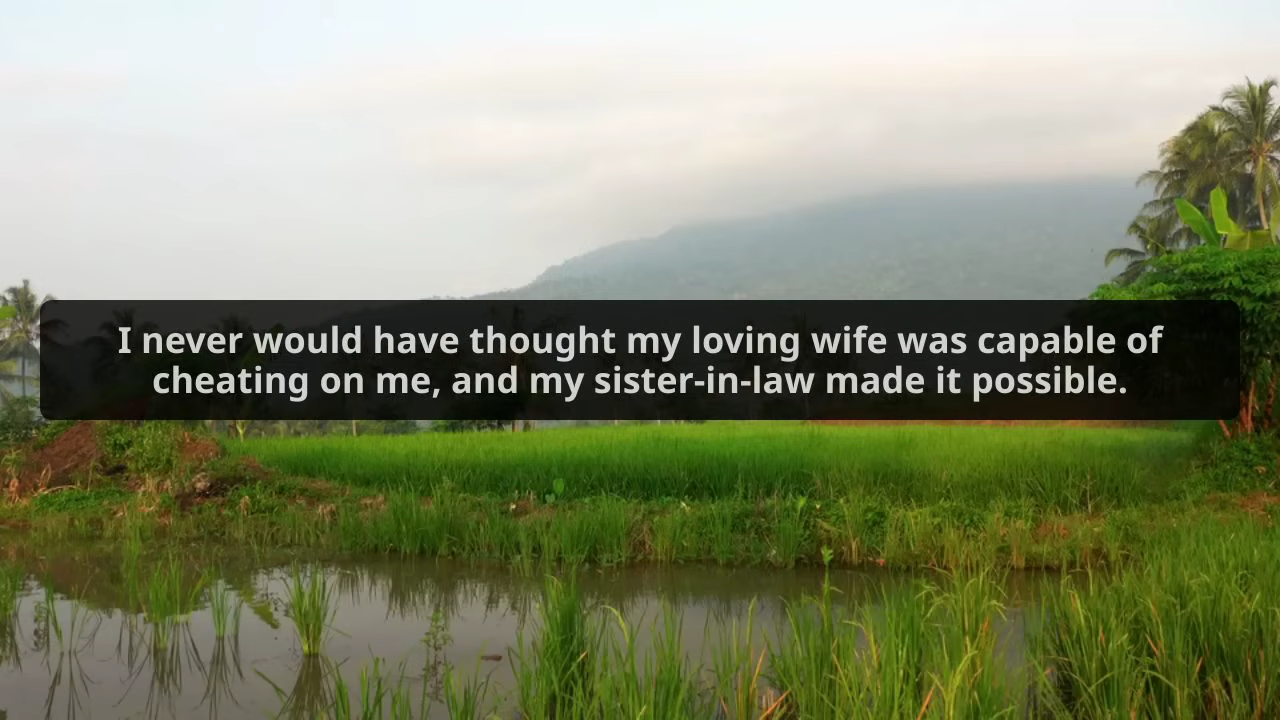 I never would have thought my loving wife was capable of
cheating on me, and my sister-in-law made it possible.